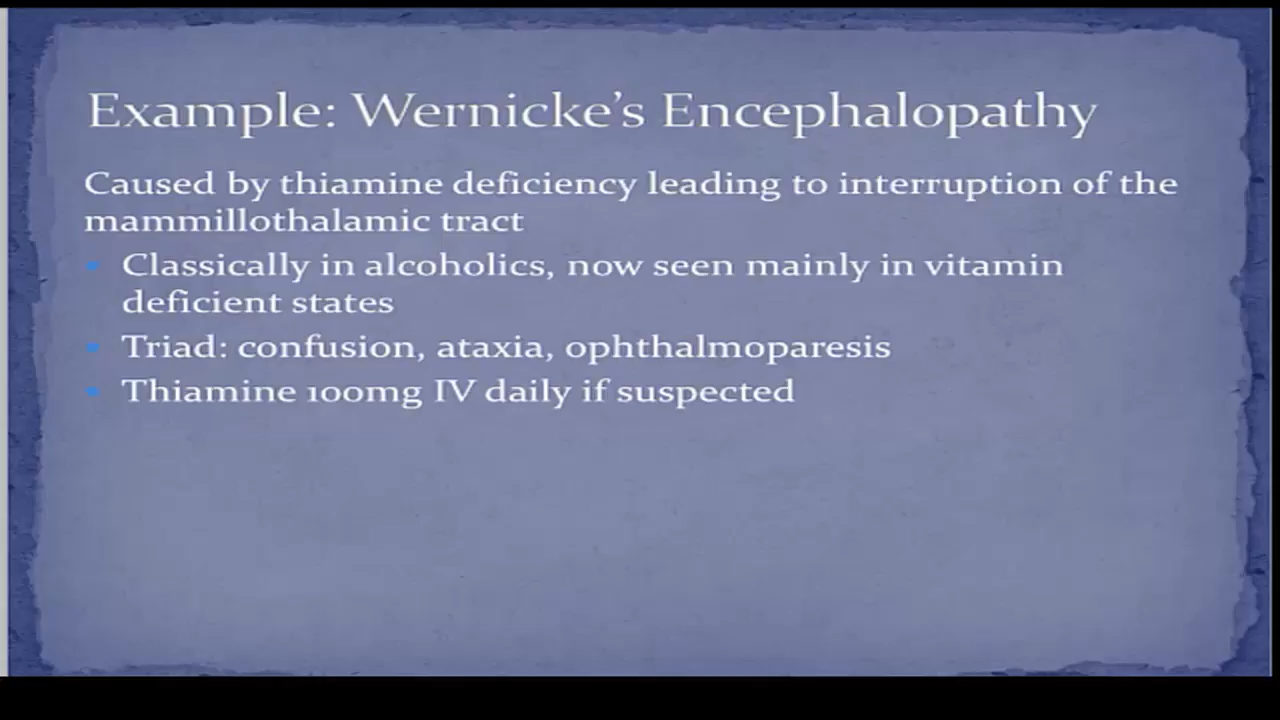 Example: Wernicke’s Encephalopathy
Caused by thiamine deficiency leading to interruption of the
mammillothalamic tract
Classically in alcoholics, now seen mainly in vitamin
deficient states
Triad: confusion, ataxia, ophthalmoparesis
Thiamine 100mg IV daily if suspected